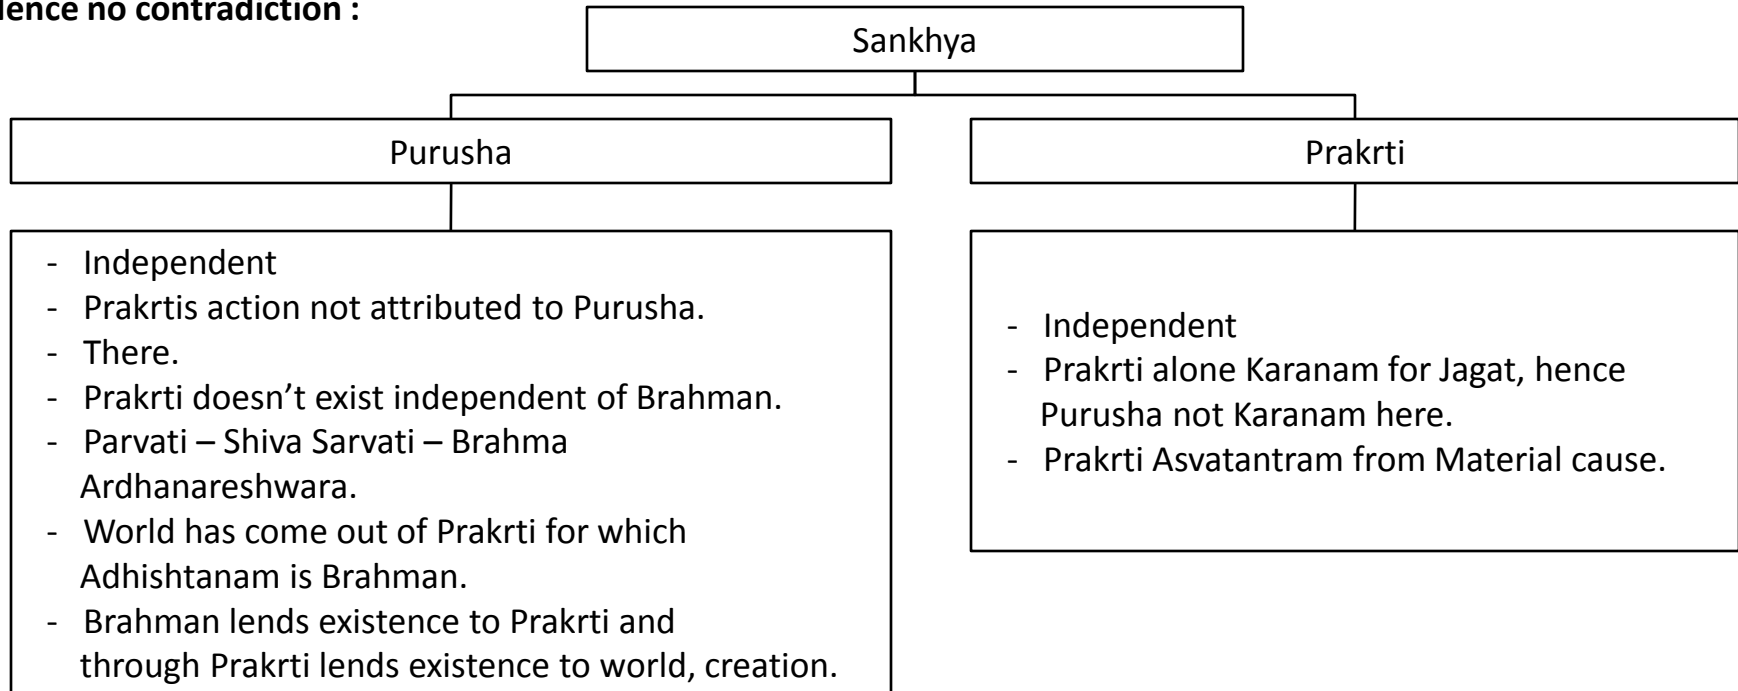 Hence no contradiction :
Sankhya
Purusha
Prakrti
- Independent
- Prakrtis action not attributed to Purusha.
- There.
- Prakrti doesn’t exist independent of Brahman.
- Parvati – Shiva Sarvati – Brahma
Ardhanareshwara.
- World has come out of Prakrti for which
Adhishtanam is Brahman.
- Brahman lends existence to Prakrti and
through Prakrti lends existence to world, creation.
- Independent
- Prakrti alone Karanam for Jagat, hence
Purusha not Karanam here.
- Prakrti Asvatantram from Material cause.